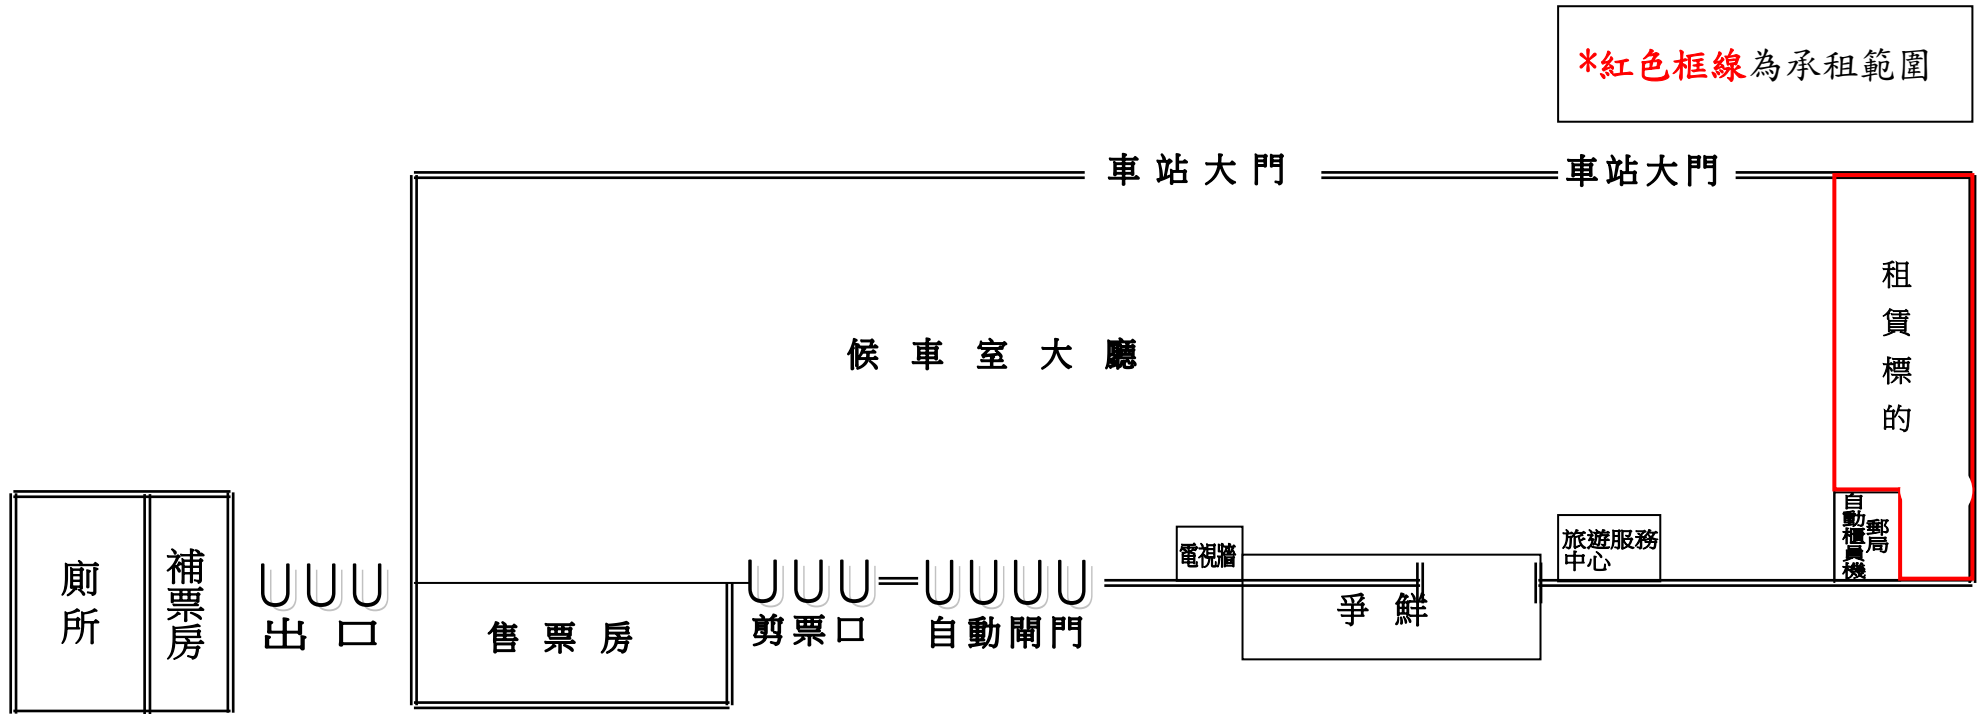 *紅色框線為承租範圍
車站大門
車站大門
租賃標的
候車室大廳
自動櫃員機
郵局
廁所
補票房
出口
售票房
剪票口
自動閘門
電視牆
爭鮮
旅遊服務
中心